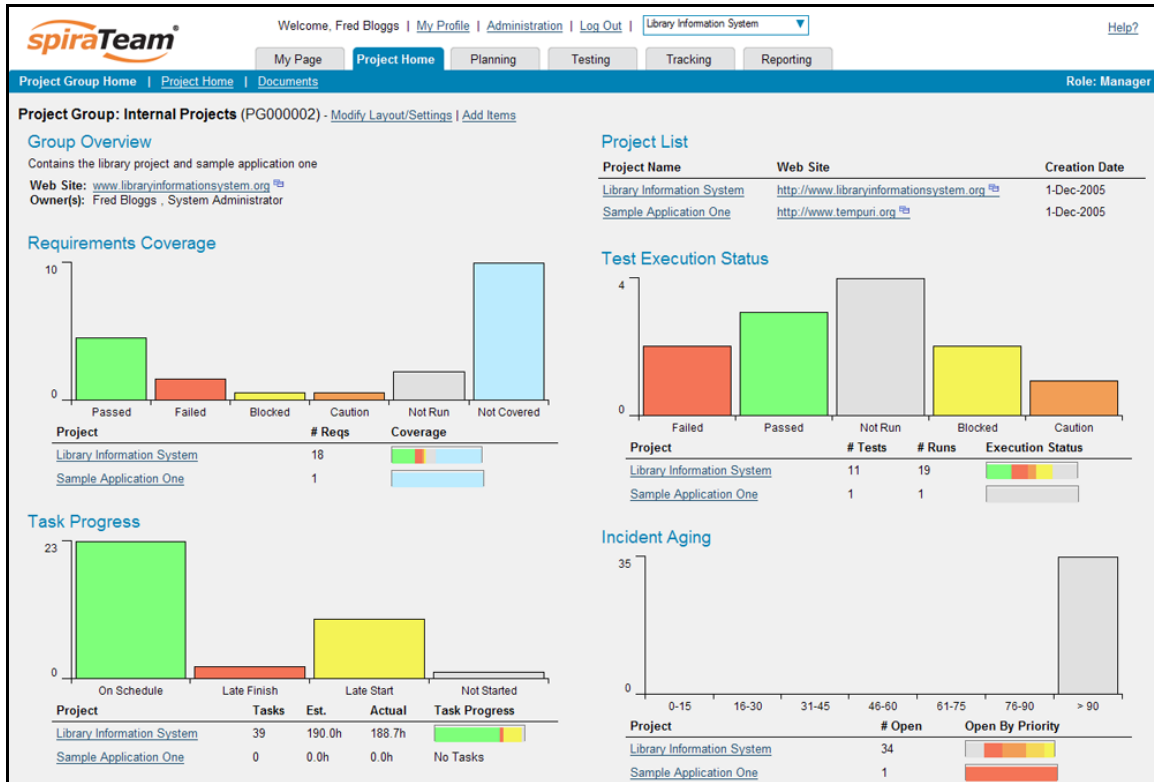 spiraTeam
Welcome, Fred Bloggs | My Profile | Administration | Log Out | Library Information System
Help?
My Page Project Home Planning Testing Tracking Reporting
Project Group Home | Project Home | Documents
Role: Manager
Project Group: Internal Projects (PG000002) - Modify Layout/Settings | Add Items
Group Overview
Contains the library project and sample application one
Web Site: www.libraryinformationsystem.org
Owner(s): Fred Bloggs , System Administrator
Project List
Project Name Web Site Creation Date
Library Information System http://www.libraryinformationsystem.org 1-Dec-2005
Sample Application One http://www.tempuri.org 1-Dec-2005
Requirements Coverage
10
0
Passed Failed Blocked Caution Not Run Not Covered
Project # Reqs Coverage
Library Information System 18
Sample Application One 1
Test Execution Status
4
0
Failed Passed Not Run Blocked Caution
Project # Tests # Runs Execution Status
Library Information System 11 19
Sample Application One 1 1
Task Progress
23
0
On Schedule Late Finish Late Start Not Started
Project Tasks Est. Actual Task Progress
Library Information System 39 190.0h 188.7h
Sample Application One 0 0.0h 0.0h No Tasks
Incident Aging
35
0
0-15 16-30 31-45 46-60 61-75 76-90 > 90
Project # Open Open By Priority
Library Information System 34
Sample Application One 1